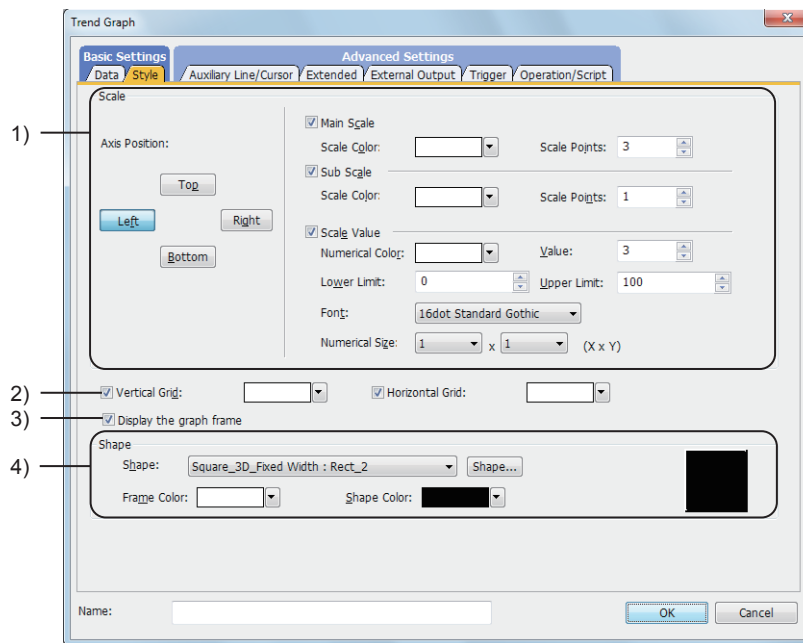 Trend Graph
x
Basic Settings
Advanced Settings
Data
Style
Auxiliary Line/Cursor
Extended
External Output
Trigger
Operation/Script
1)
Scale
Axis Position:
Top
Left
Right
Bottom
Main Scale
Scale Color:
Scale Points: 3
Sub Scale
Scale Color:
Scale Points: 1
Scale Value
Numerical Color:
Value: 3
Lower Limit: 0
Upper Limit: 100
Font: 16dot Standard Gothic
Numerical Size: 1 x 1 (X x Y)
2)
Vertical Grid:
Horizontal Grid:
3)
Display the graph frame
4)
Shape
Shape: Square_3D_Fixed Width : Rect_2
Shape...
Frame Color:
Shape Color:
Name:
OK
Cancel